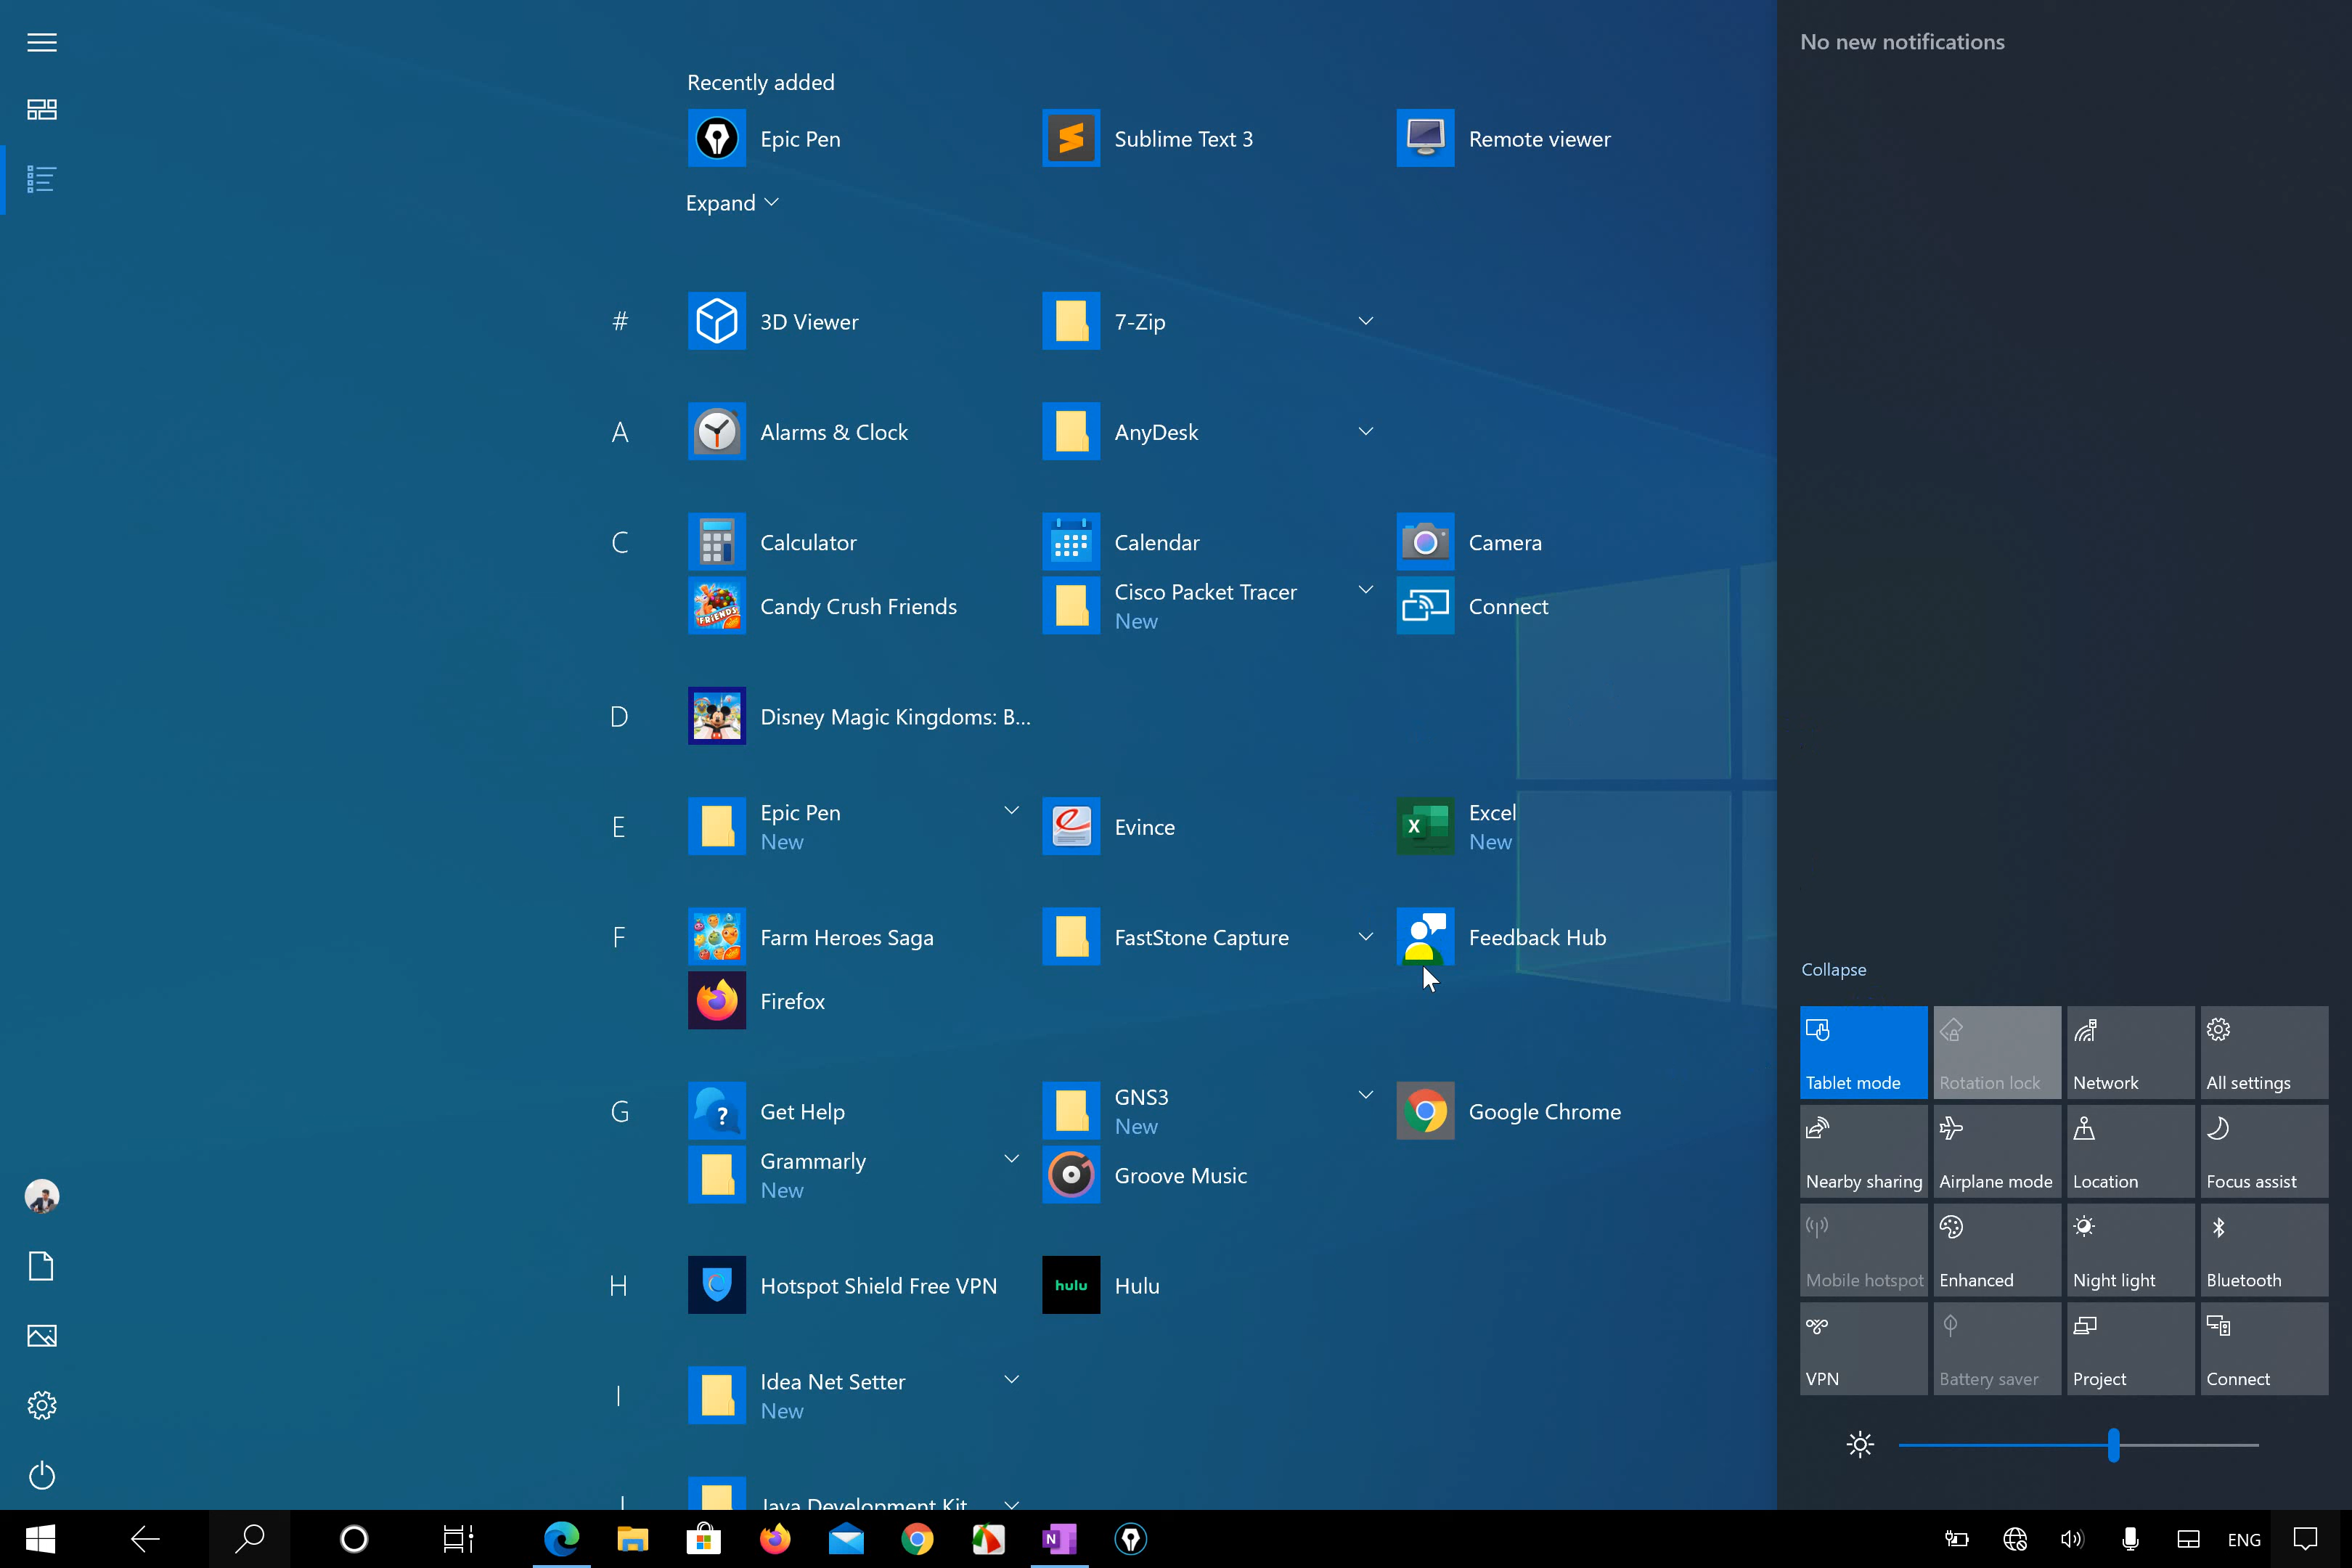 No new notifications
Recently added
Epic Pen
Sublime Text 3
Remote viewer
Expand
#
3D Viewer
7-Zip
A
Alarms & Clock
AnyDesk
C
Calculator
Calendar
Camera
Candy Crush Friends
Cisco Packet Tracer
New
FRIENDS
Connect
D
Disney Magic Kingdoms: B...
E
Epic Pen
New
Evince
X
Excel
New
F
Farm Heroes Saga
FastStone Capture
Feedback Hub
Firefox
G
?
Get Help
GNS3
New
Google Chrome
Grammarly
New
Groove Music
H
Hotspot Shield Free VPN
hulu
Hulu
I
Idea Net Setter
New
J
Java Development Kit
Collapse
Tablet mode
Rotation lock
Network
All settings
Nearby sharing
Airplane mode
Location
Focus assist
Mobile hotspot
Enhanced
Night light
Bluetooth
VPN
Battery saver
Project
Connect
N
ENG